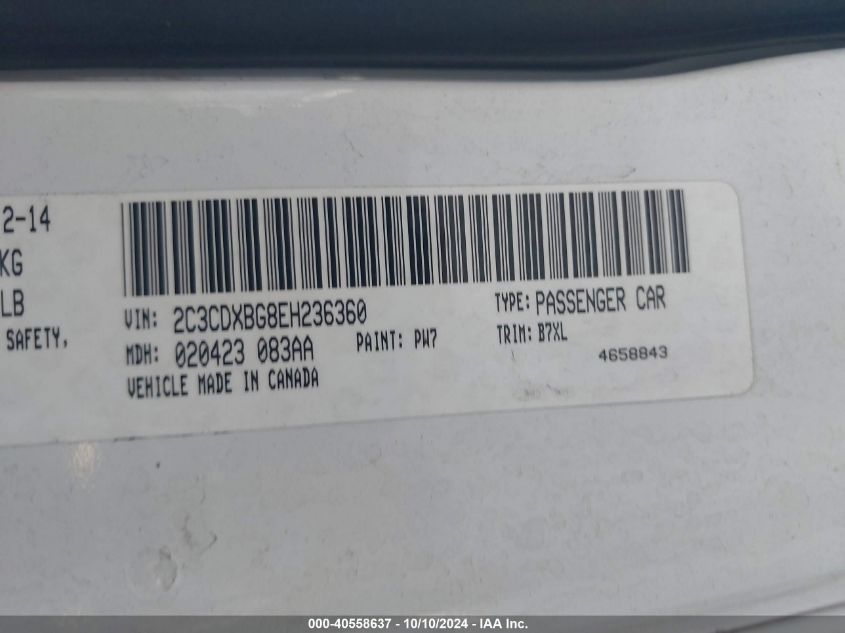 2-14
KG
LB
SAFETY,
VIN: 2C3CDXBG8EH236360
TYPE: PASSENGER CAR
MDH: 020423 083AA
PAINT: PW7
TRIM: B7XL
VEHICLE MADE IN CANADA
4658843
000-40558637 - 10/10/2024 - IAA Inc.